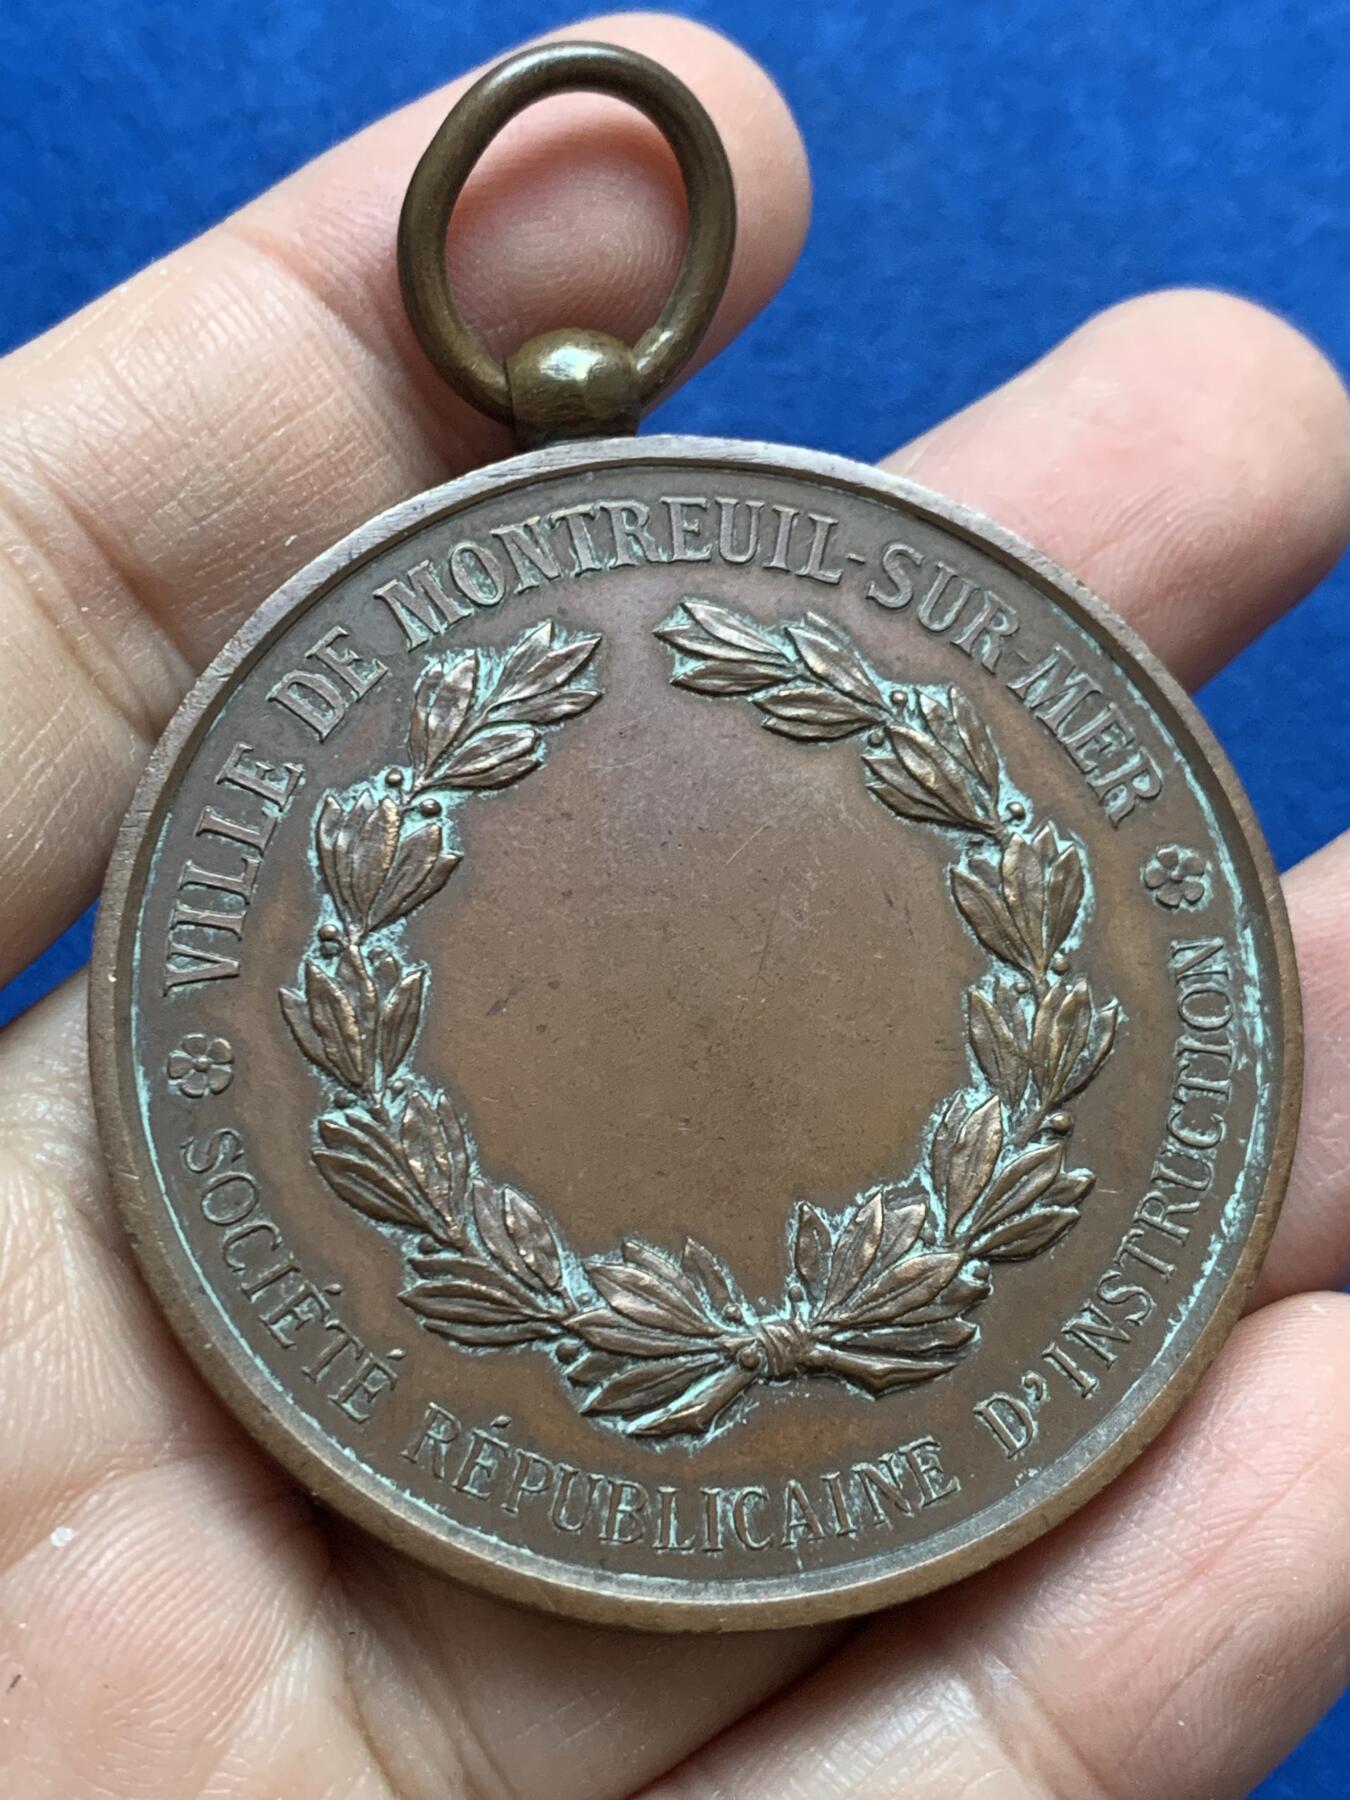 VILLE DE MONTREUIL-SUR-MER
SOCIÉTÉ RÉPUBLICAINE D'INSTRUCTION